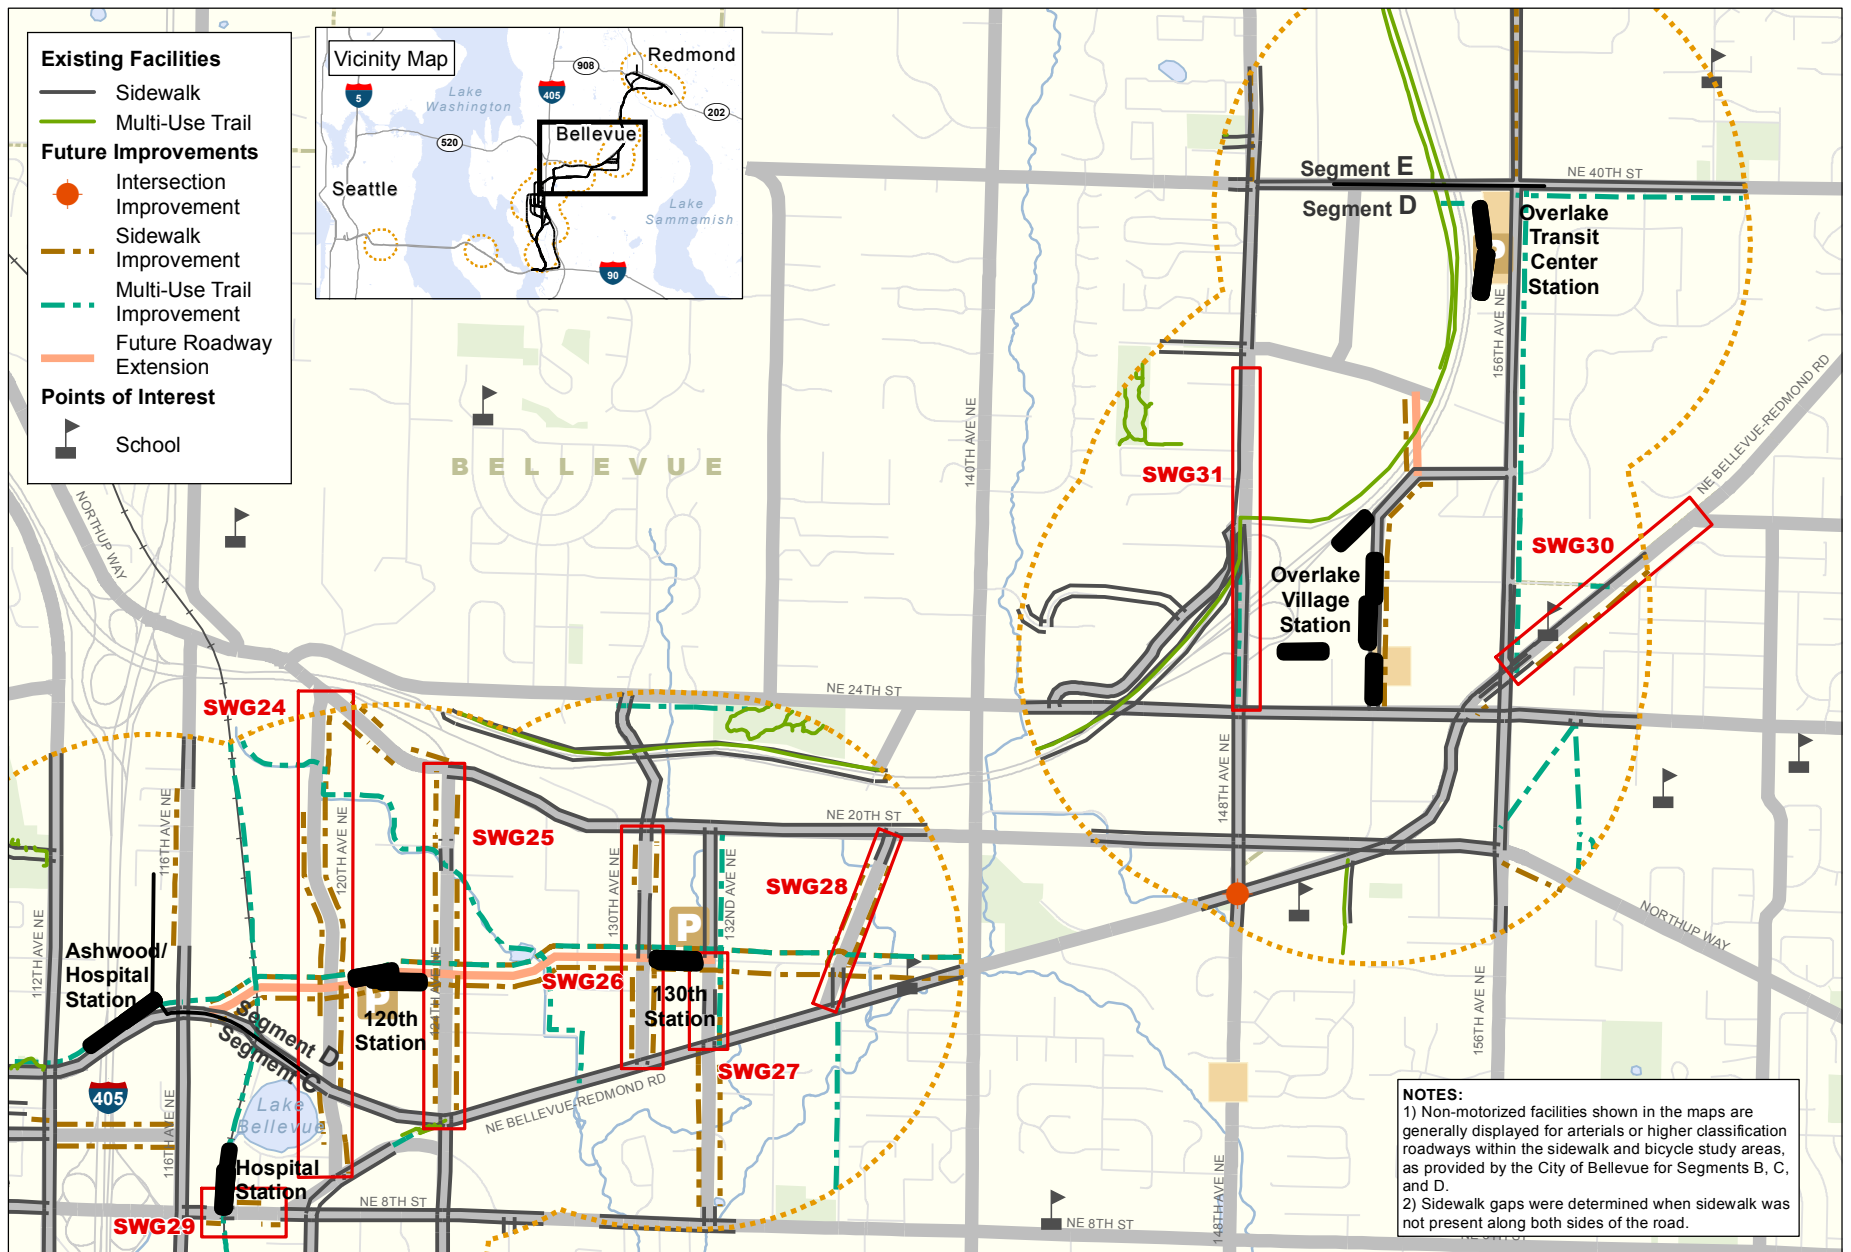 Existing Facilities
Sidewalk
Multi-Use Trail
Future Improvements
Intersection
Improvement
Sidewalk
Improvement
Multi-Use Trail
Improvement
Future Roadway
Extension
Points of Interest
School
Vicinity Map
Redmond
908
5
405
Lake
Washington
202
520
Bellevue
Seattle
Lake
Sammamish
90
Segment E
Segment D
NE 40TH ST
Overlake
Transit
Center
Station
P
156TH AVE NE
NE BELLEVUE-REDMOND RD
140TH AVE NE
BELLEVUE
SWG31
SWG30
NORTHUP WAY
Overlake
Village
Station
NE 24TH ST
SWG24
148TH AVE NE
116TH AVE NE
120TH AVE NE
SWG25
NE 20TH ST
130TH AVE NE
132ND AVE NE
SWG28
P
112TH AVE NE
Ashwood/
Hospital
Station
NORTHUP WAY
SWG26
130th
Station
P
120th
Station
124TH AVE NE
Segment D
Segment C
156TH AVE NE
SWG27
405
Lake
Bellevue
NE BELLEVUE-REDMOND RD
116TH AVE NE
Hospital
Station
SWG29
NE 8TH ST
148TH AVE NE
NE 8TH ST
NOTES:
1) Non-motorized facilities shown in the maps are
generally displayed for arterials or higher classification
roadways within the sidewalk and bicycle study areas,
as provided by the City of Bellevue for Segments B, C,
and D.
2) Sidewalk gaps were determined when sidewalk was
not present along both sides of the road.